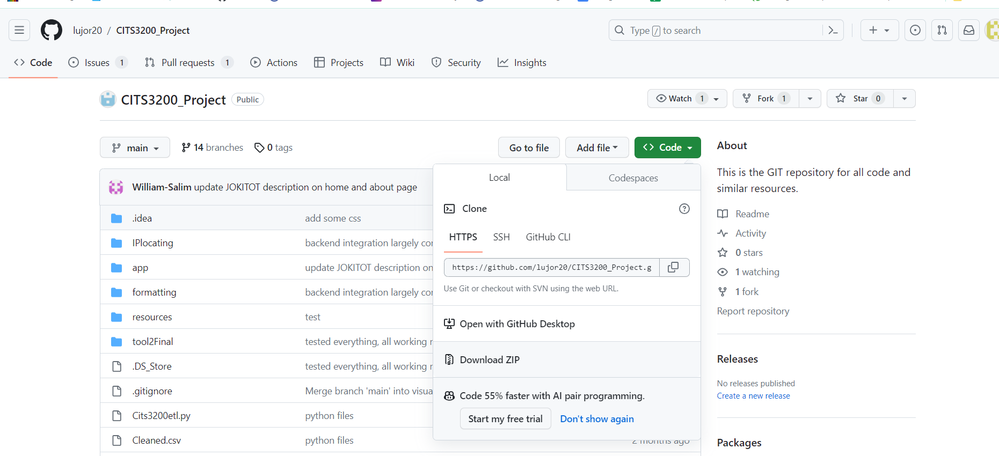 lujor20 / CITS3200_Project
Type / to search
Code
Issues 1
Pull requests 1
Actions
Projects
Wiki
Security
Insights
CITS3200_Project Public
Watch 1
Fork 1
Star 0
main
14 branches
0 tags
Go to file
Add file
Code
William-Salim update JOKITOT description on home and about page
.idea add some css
IPlocating backend integration largely co
app update JOKITOT description on
formatting backend integration largely co
resources test
tool2Final tested everything, all working
.DS_Store tested everything, all working
.gitignore Merge branch 'main' into visua
Cits3200etl.py python files
Cleaned.csv python files 2 months ago
Local
Codespaces
Clone
HTTPS SSH GitHub CLI
https://github.com/lujor20/CITS3200_Project.g
Use Git or checkout with SVN using the web URL.
Open with GitHub Desktop
Download ZIP
Code 55% faster with AI pair programming.
Start my free trial Don't show again
About
This is the GIT repository for all code and
similar resources.
Readme
Activity
0 stars
1 watching
1 fork
Report repository
Releases
No releases published
Create a new release
Packages